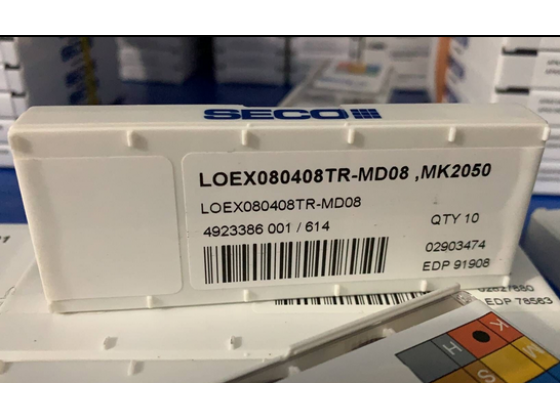 SECO
LOEX080408TR-MD08 ,MK2050
LOEX080408TR-MD08
QTY 10
4923386 001 / 614
02903474
EDP 91908
EDP 78563
K
M
S
H